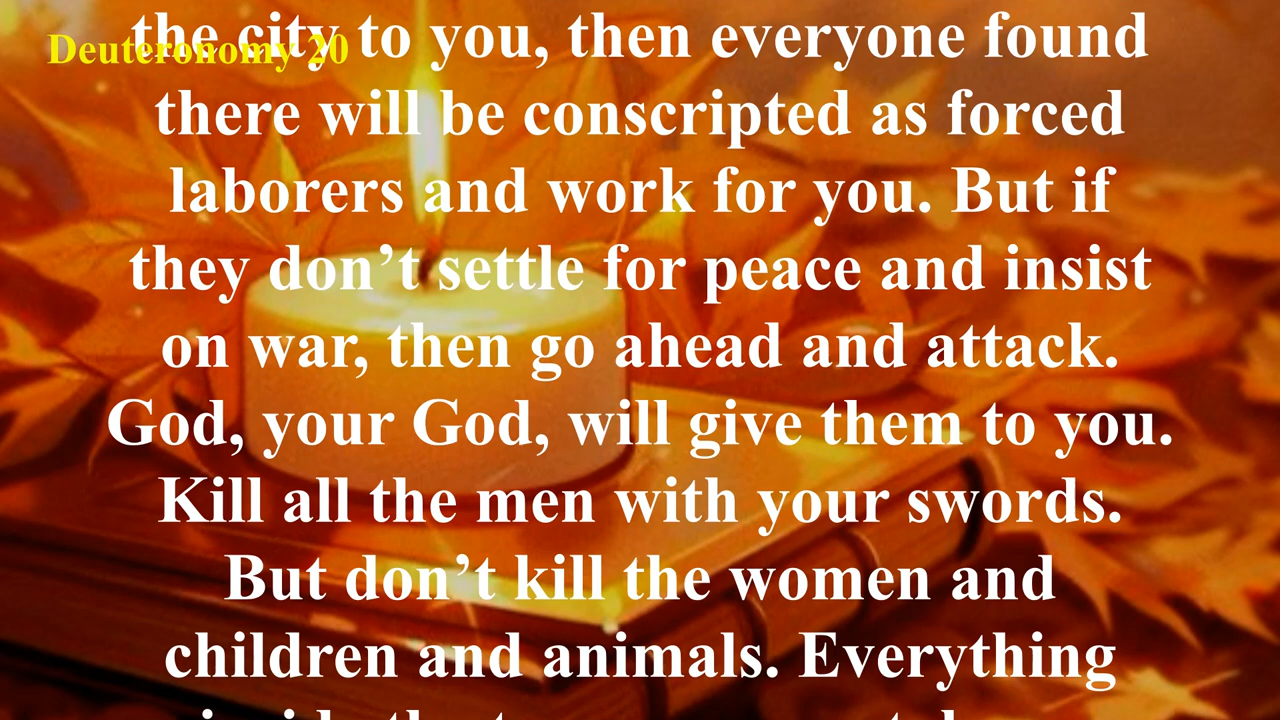 Deuteronomy 20
the city to you, then everyone found
there will be conscripted as forced
laborers and work for you. But if
they don’t settle for peace and insist
on war, then go ahead and attack.
God, your God, will give them to you.
Kill all the men with your swords.
But don’t kill the women and
children and animals. Everything